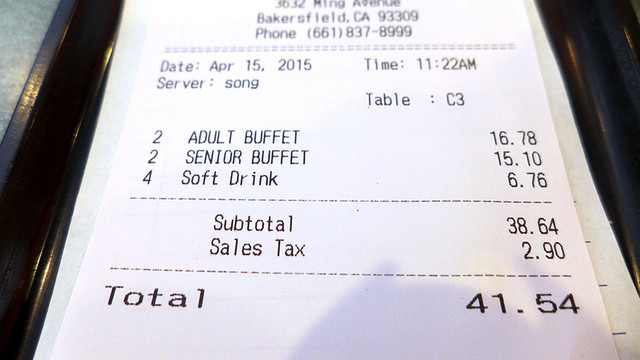 3632 Ming Avenue
Bakersfield, CA 93309
Phone (661)837-8999
Date: Apr 15, 2015 Time: 11:22AM
Server: song
Table : C3
2 ADULT BUFFET 16.78
2 SENIOR BUFFET 15.10
4 Soft Drink 6.76
Subtotal 38.64
Sales Tax 2.90
Total 41.54